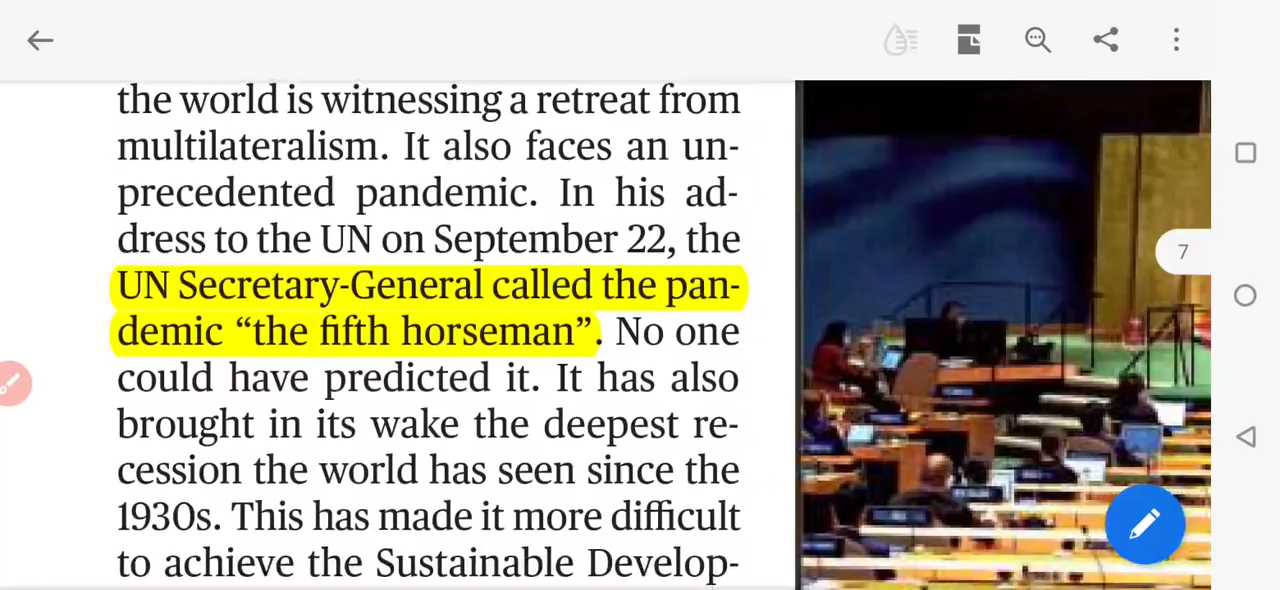 the world is witnessing a retreat from
multilateralism. It also faces an un-
precedented pandemic. In his ad-
dress to the UN on September 22, the
UN Secretary-General called the pan-
demic “the fifth horseman”. No one
could have predicted it. It has also
brought in its wake the deepest re-
cession the world has seen since the
1930s. This has made it more difficult
to achieve the Sustainable Develop-
7